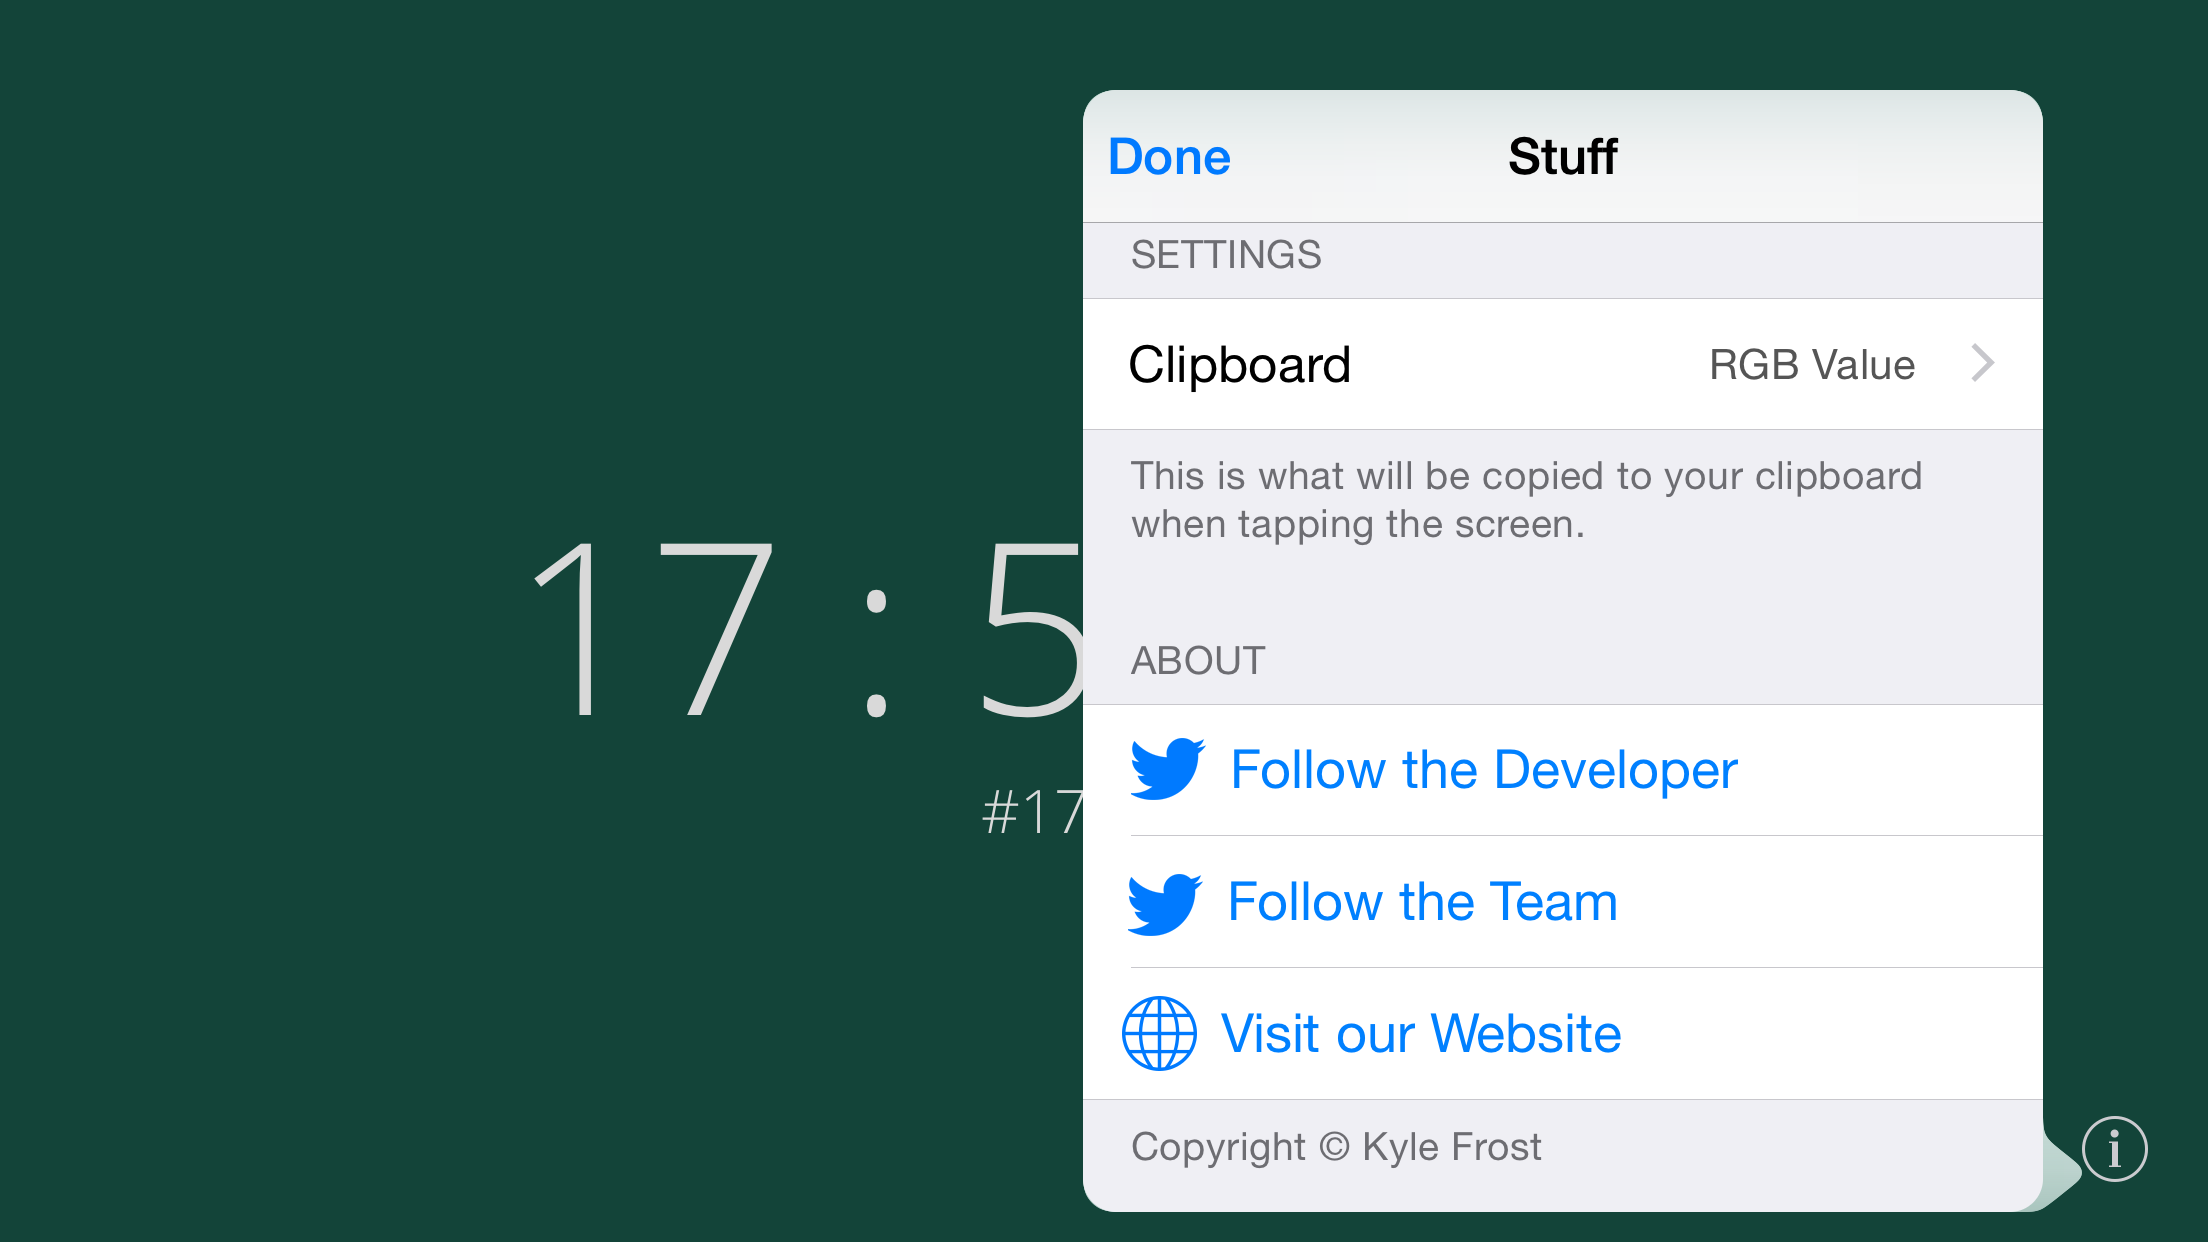 Done
Stuff
SETTINGS
Clipboard
RGB Value
This is what will be copied to your clipboard
when tapping the screen.
17:5
#17
ABOUT
Follow the Developer
Follow the Team
Visit our Website
Copyright © Kyle Frost
i